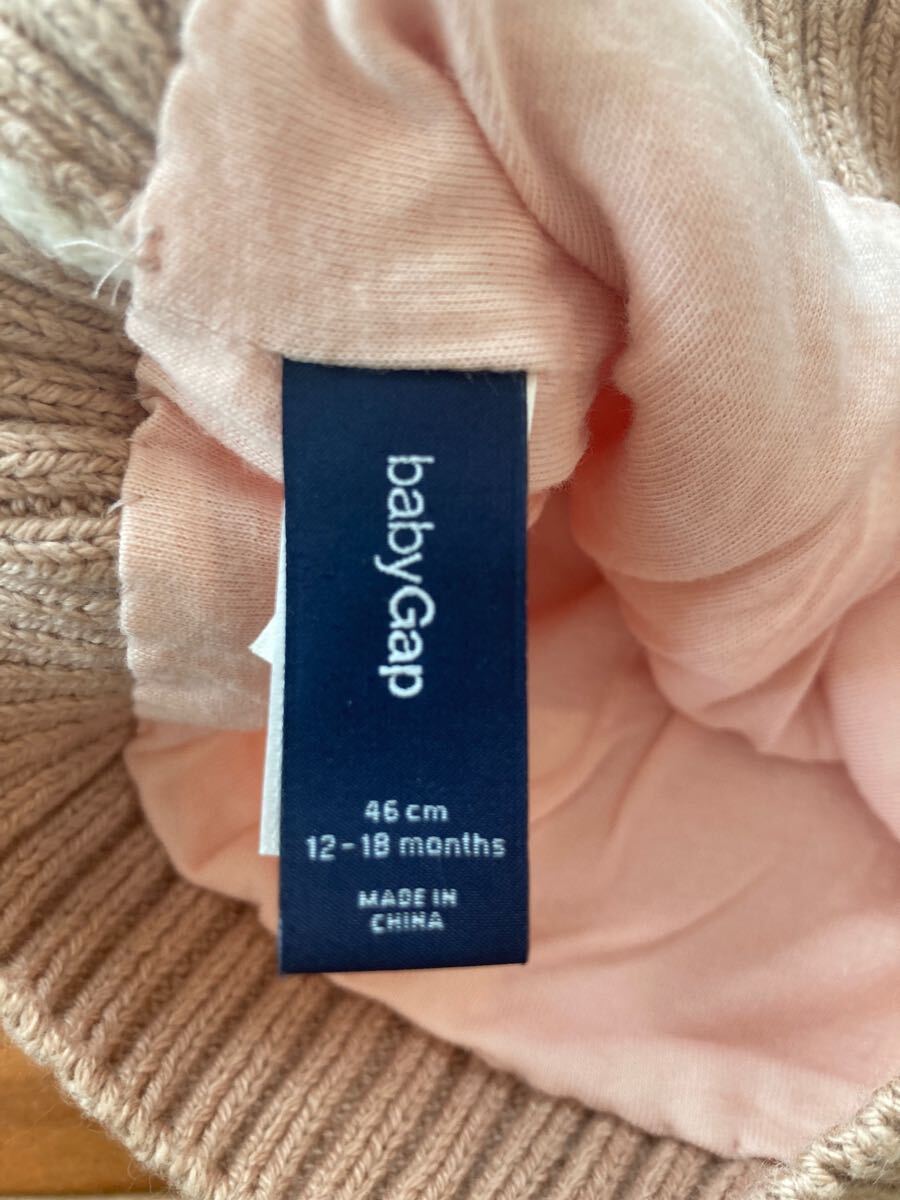 babyGap
46 cm
12-18 months
MADE IN
CHINA